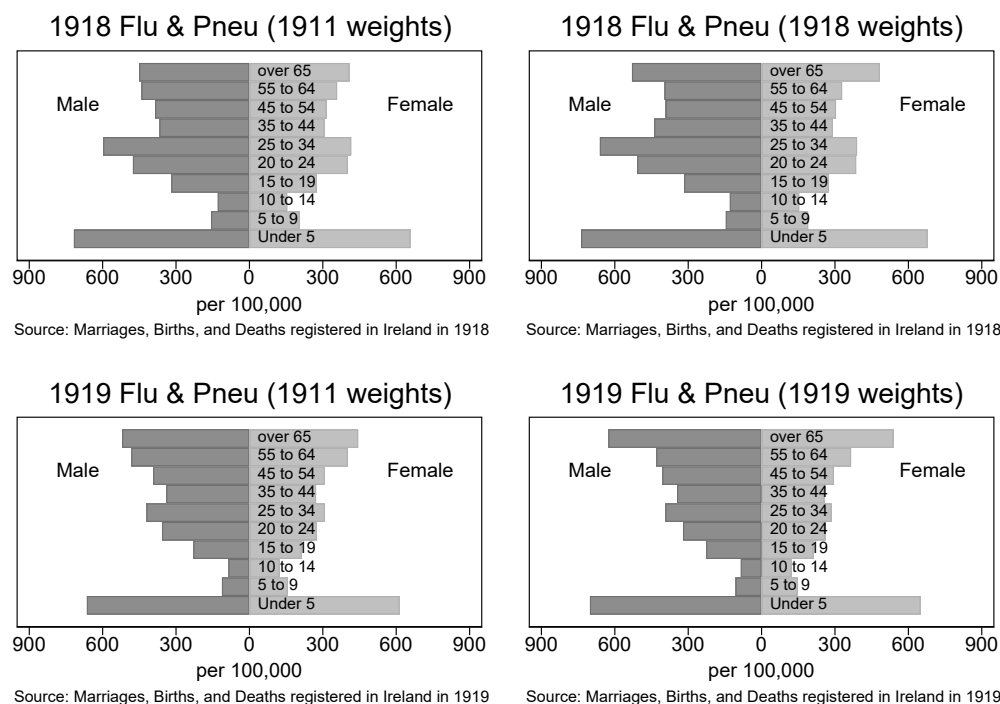 1918 Flu & Pneu (1911 weights)
Male
Female
over 65
55 to 64
45 to 54
35 to 44
25 to 34
20 to 24
15 to 19
10 to 14
5 to 9
Under 5
900 600 300 0 300 600 900
per 100,000
Source: Marriages, Births, and Deaths registered in Ireland in 1918
1918 Flu & Pneu (1918 weights)
Male
Female
over 65
55 to 64
45 to 54
35 to 44
25 to 34
20 to 24
15 to 19
10 to 14
5 to 9
Under 5
900 600 300 0 300 600 900
per 100,000
Source: Marriages, Births, and Deaths registered in Ireland in 1918
1919 Flu & Pneu (1911 weights)
Male
Female
over 65
55 to 64
45 to 54
35 to 44
25 to 34
20 to 24
15 to 19
10 to 14
5 to 9
Under 5
900 600 300 0 300 600 900
per 100,000
Source: Marriages, Births, and Deaths registered in Ireland in 1919
1919 Flu & Pneu (1919 weights)
Male
Female
over 65
55 to 64
45 to 54
35 to 44
25 to 34
20 to 24
15 to 19
10 to 14
5 to 9
Under 5
900 600 300 0 300 600 900
per 100,000
Source: Marriages, Births, and Deaths registered in Ireland in 1919